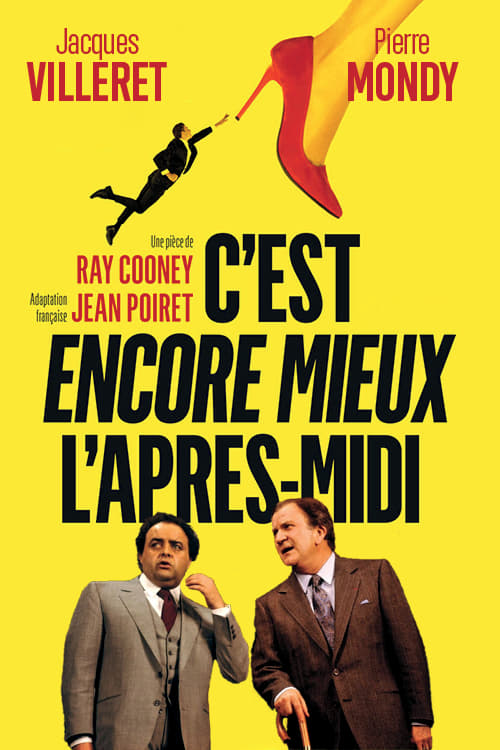 Jacques
VILLERET
Pierre
MONDY
Une pièce de
RAY COONEY
Adaptation
française
JEAN POIRET
C'EST
ENCORE MIEUX
L'APRES-MIDI